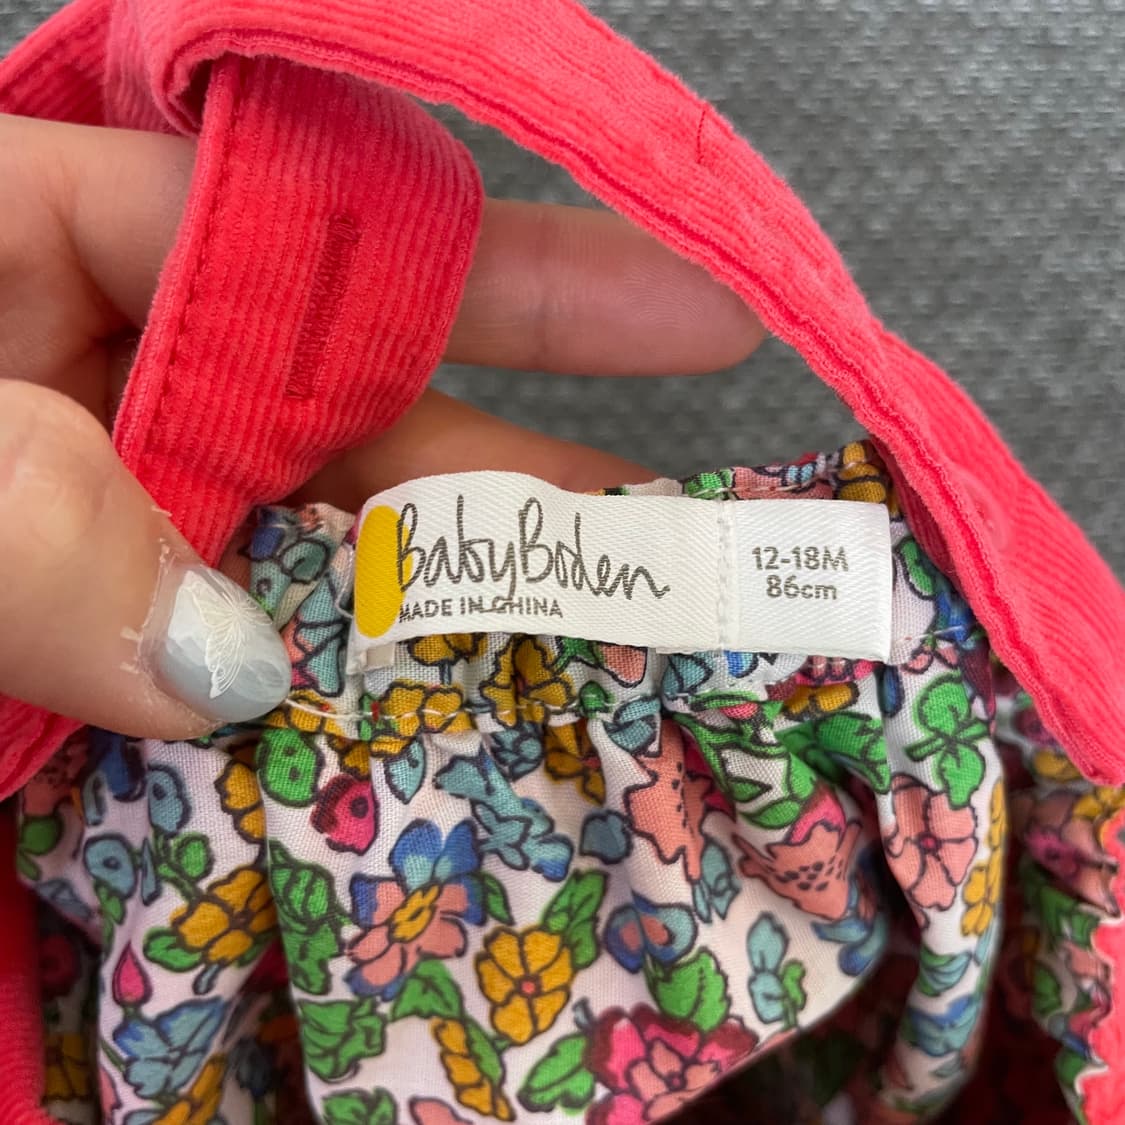 BabyBoden
MADE IN CHINA
12-18M
86cm